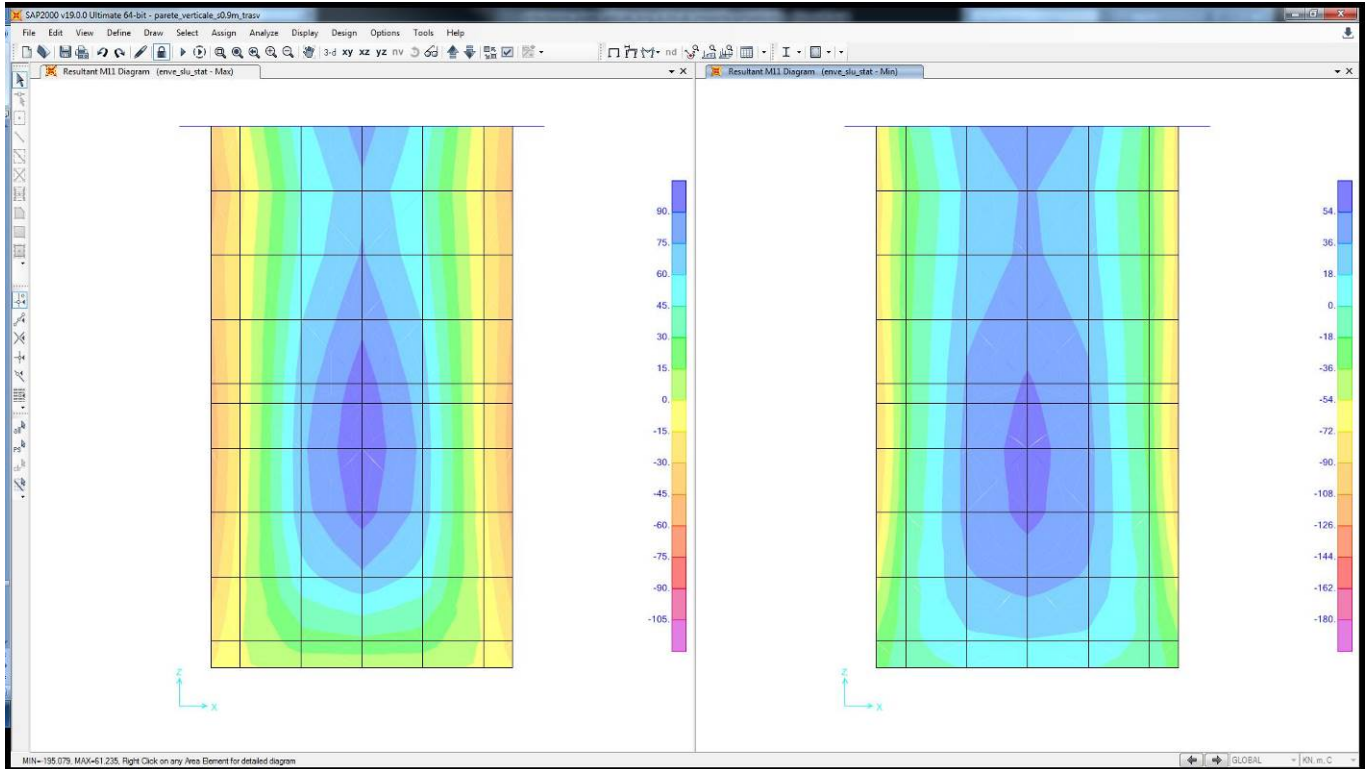 SAP2000 v19.0.0 Ultimate 64-bit - parete_verticale_s0.9m_trasv
File Edit View Define Draw Select Assign Analyze Display Design Options Tools Help
3-d xy xz yz nv nd
Resultant M11 Diagram (enve_slu_stat - Max)
Resultant M11 Diagram (enve_slu_stat - Min)
90.
75.
60.
45.
30.
15.
0.
-15.
-30.
-45.
-60.
-75.
-90.
-105.
Z
X
54.
36.
18.
0.
-18.
-36.
-54.
-72.
-90.
-108.
-126.
-144.
-162.
-180.
Z
X
MIN=-195.079, MAX=61.235, Right Click on any Area Element for detailed diagram
GLOBAL
KN, m, C